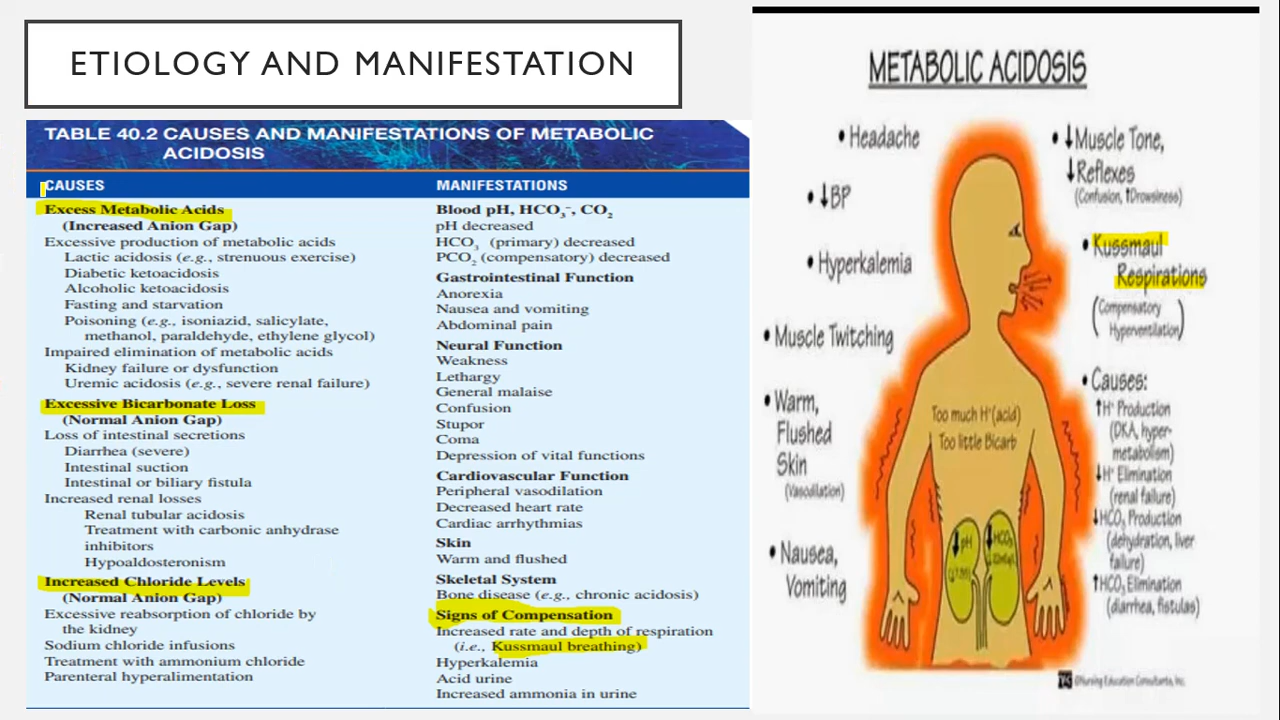 ETIOLOGY AND MANIFESTATION
TABLE 40.2 CAUSES AND MANIFESTATIONS OF METABOLIC
ACIDOSIS
CAUSES
Excess Metabolic Acids
(Increased Anion Gap)
Excessive production of metabolic acids
Lactic acidosis (e.g., strenuous exercise)
Diabetic ketoacidosis
Alcoholic ketoacidosis
Fasting and starvation
Poisoning (e.g., isoniazid, salicylate,
methanol, paraldehyde, ethylene glycol)
Impaired elimination of metabolic acids
Kidney failure or dysfunction
Uremic acidosis (e.g., severe renal failure)
Excessive Bicarbonate Loss
(Normal Anion Gap)
Loss of intestinal secretions
Diarrhea (severe)
Intestinal suction
Intestinal or biliary fistula
Increased renal losses
Renal tubular acidosis
Treatment with carbonic anhydrase
inhibitors
Hypoaldosteronism
Increased Chloride Levels
(Normal Anion Gap)
Excessive reabsorption of chloride by
the kidney
Sodium chloride infusions
Treatment with ammonium chloride
Parenteral hyperalimentation
MANIFESTATIONS
Blood pH, HCO₃⁻, CO₂
pH decreased
HCO₃ (primary) decreased
PCO₂ (compensatory) decreased
Gastrointestinal Function
Anorexia
Nausea and vomiting
Abdominal pain
Neural Function
Weakness
Lethargy
General malaise
Confusion
Stupor
Coma
Depression of vital functions
Cardiovascular Function
Peripheral vasodilation
Decreased heart rate
Cardiac arrhythmias
Skin
Warm and flushed
Skeletal System
Bone disease (e.g., chronic acidosis)
Signs of Compensation
Increased rate and depth of respiration
(i.e., Kussmaul breathing)
Hyperkalemia
Acid urine
Increased ammonia in urine
METABOLIC ACIDOSIS
• Headache
• ↓BP
• Hyperkalemia
• Muscle Twitching
• Warm,
Flushed
Skin
(Vasodilation)
• Nausea,
Vomiting
Too much H⁺(acid)
Too little Bicarb
↓pH
↓HCO₃
• ↓Muscle Tone,
↓Reflexes
(Confusion, ↑Drowsiness)
• Kussmaul
Respirations
(Compensatory
Hyperventilation)
• Causes:
↑H⁺ Production
(DKA, hyper-
metabolism)
↓H⁺ Elimination
(renal failure)
↓HCO₃ Production
(dehydration, liver
failure)
↑HCO₃ Elimination
(diarrhea, fistulas)
©Nursing Education Consultants, Inc.